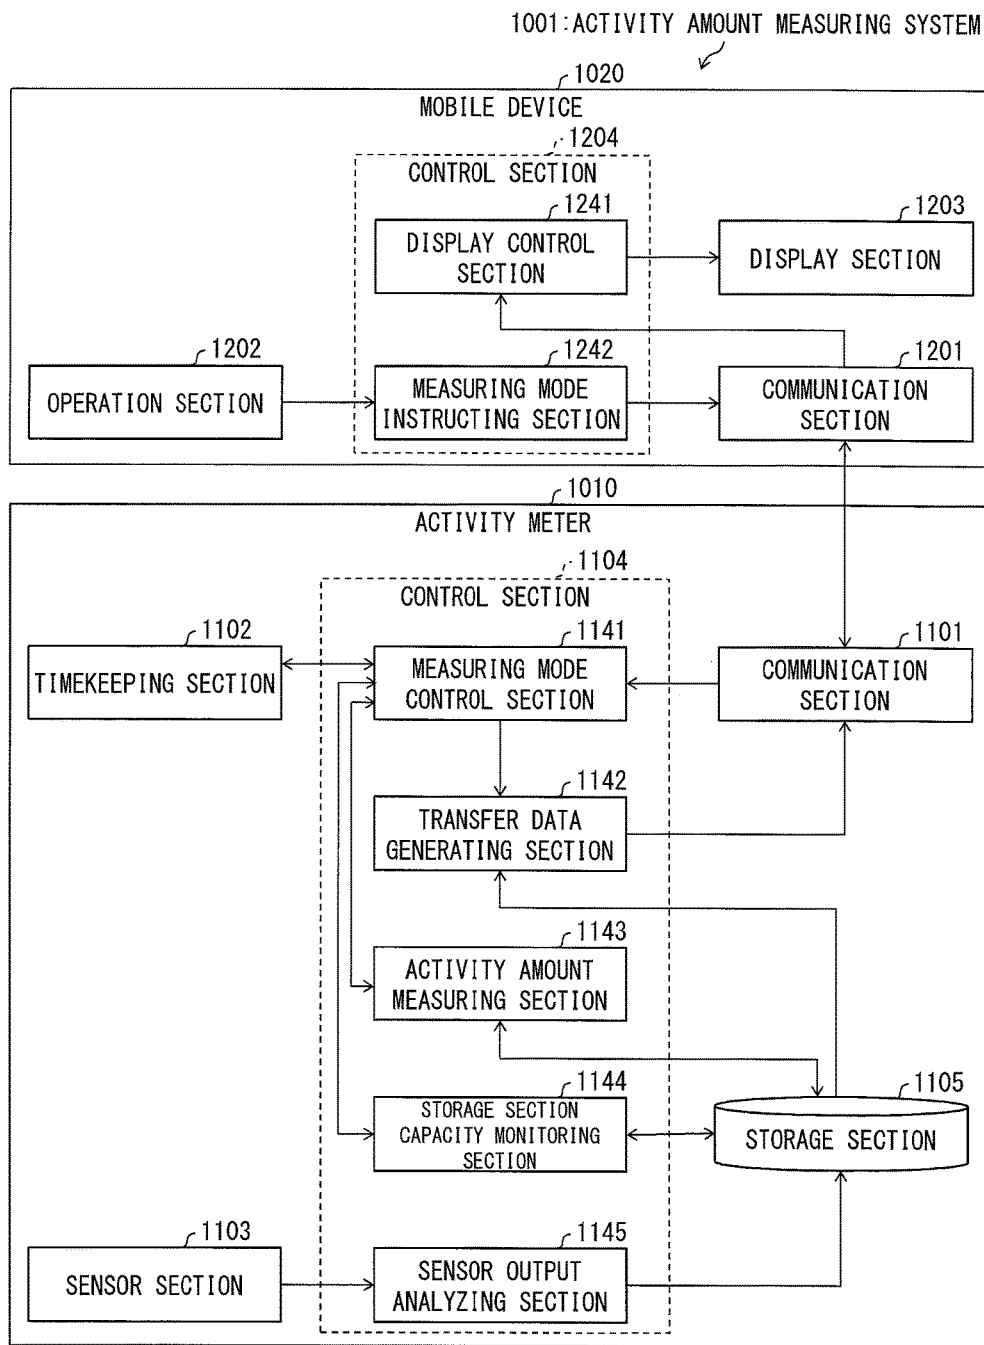 1001:ACTIVITY AMOUNT MEASURING SYSTEM
1020
MOBILE DEVICE
1204
CONTROL SECTION
1241
DISPLAY CONTROL
SECTION
1203
DISPLAY SECTION
1202
OPERATION SECTION
1242
MEASURING MODE
INSTRUCTING SECTION
1201
COMMUNICATION
SECTION
1010
ACTIVITY METER
1104
CONTROL SECTION
1102
TIMEKEEPING SECTION
1141
MEASURING MODE
CONTROL SECTION
1101
COMMUNICATION
SECTION
1142
TRANSFER DATA
GENERATING SECTION
1143
ACTIVITY AMOUNT
MEASURING SECTION
1144
STORAGE SECTION
CAPACITY MONITORING
SECTION
1105
STORAGE SECTION
1103
SENSOR SECTION
1145
SENSOR OUTPUT
ANALYZING SECTION